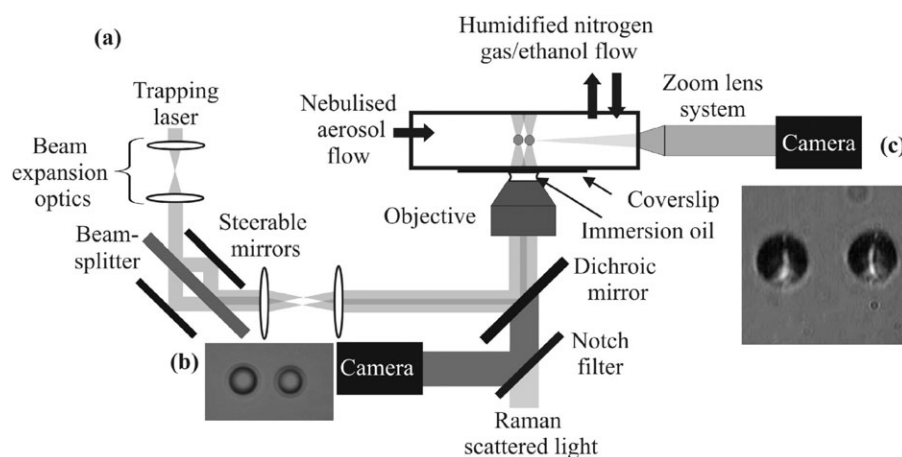 (a)
Humidified nitrogen
gas/ethanol flow
Trapping
laser
Nebulised
aerosol
flow
Zoom lens
system
Camera
(c)
Beam
expansion
optics
Steerable
mirrors
Beam-
splitter
Objective
Coverslip
Immersion oil
Dichroic
mirror
(b)
Camera
Notch
filter
Raman
scattered light